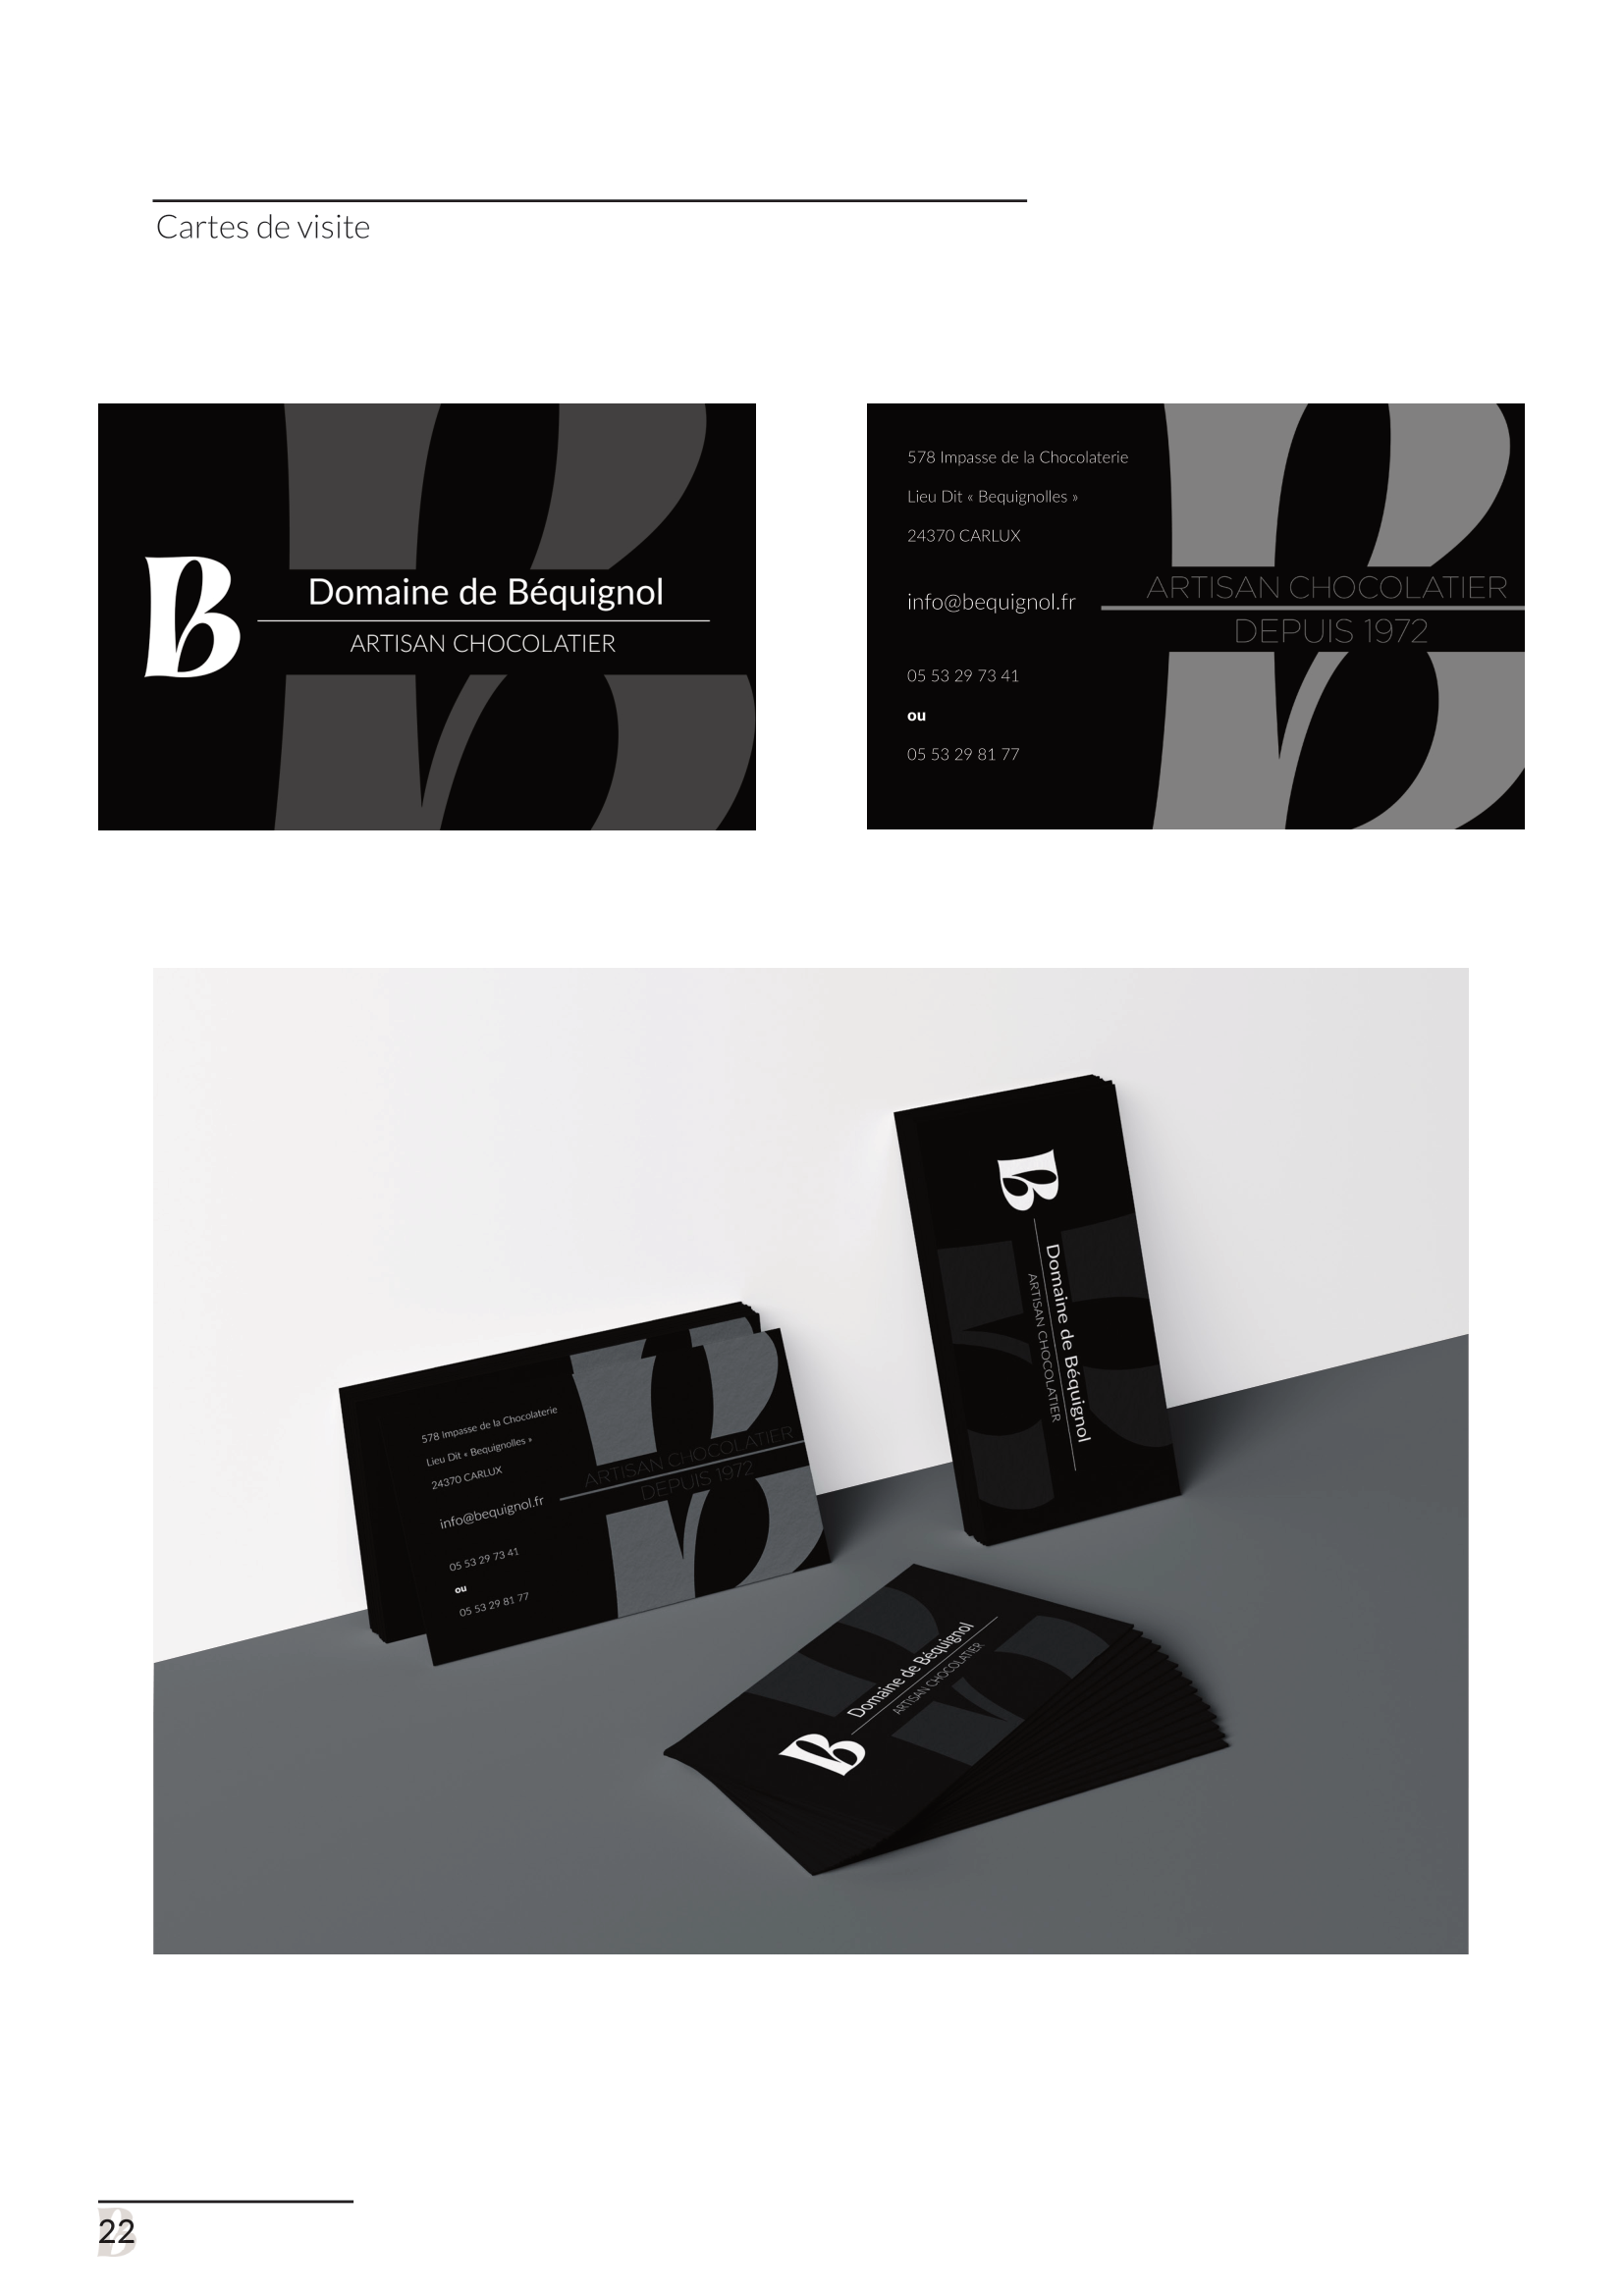 Cartes de visite
B
Domaine de Béquignol
ARTISAN CHOCOLATIER
578 Impasse de la Chocolaterie
Lieu Dit « Bequignolles »
24370 CARLUX
info@bequignol.fr
05 53 29 73 41
ou
05 53 29 81 77
ARTISAN CHOCOLATIER
DEPUIS 1972
578 Impasse de la Chocolaterie
Lieu Dit « Bequignolles »
24370 CARLUX
info@bequignol.fr
05 53 29 73 41
ou
05 53 29 81 77
ARTISAN CHOCOLATIER
DEPUIS 1972
B
Domaine de Béquignol
ARTISAN CHOCOLATIER
B
Domaine de Béquignol
ARTISAN CHOCOLATIER
22